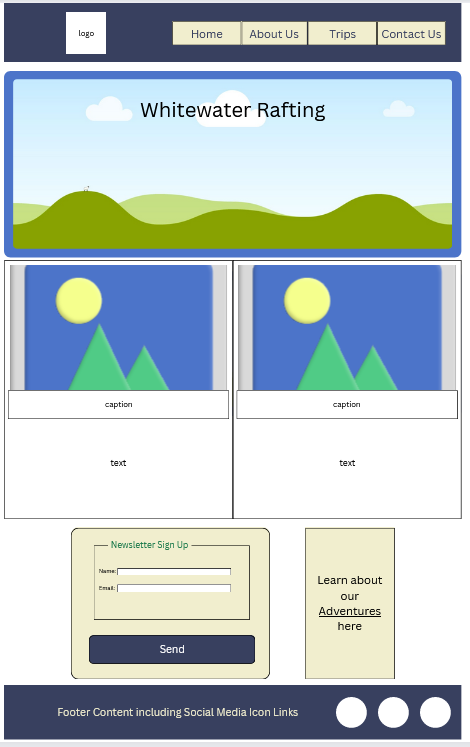 logo
Home
About Us
Trips
Contact Us
Whitewater Rafting
caption
caption
text
text
Newsletter Sign Up
Name:
Email:
Send
Learn about
our
Adventures
here
Footer Content including Social Media Icon Links